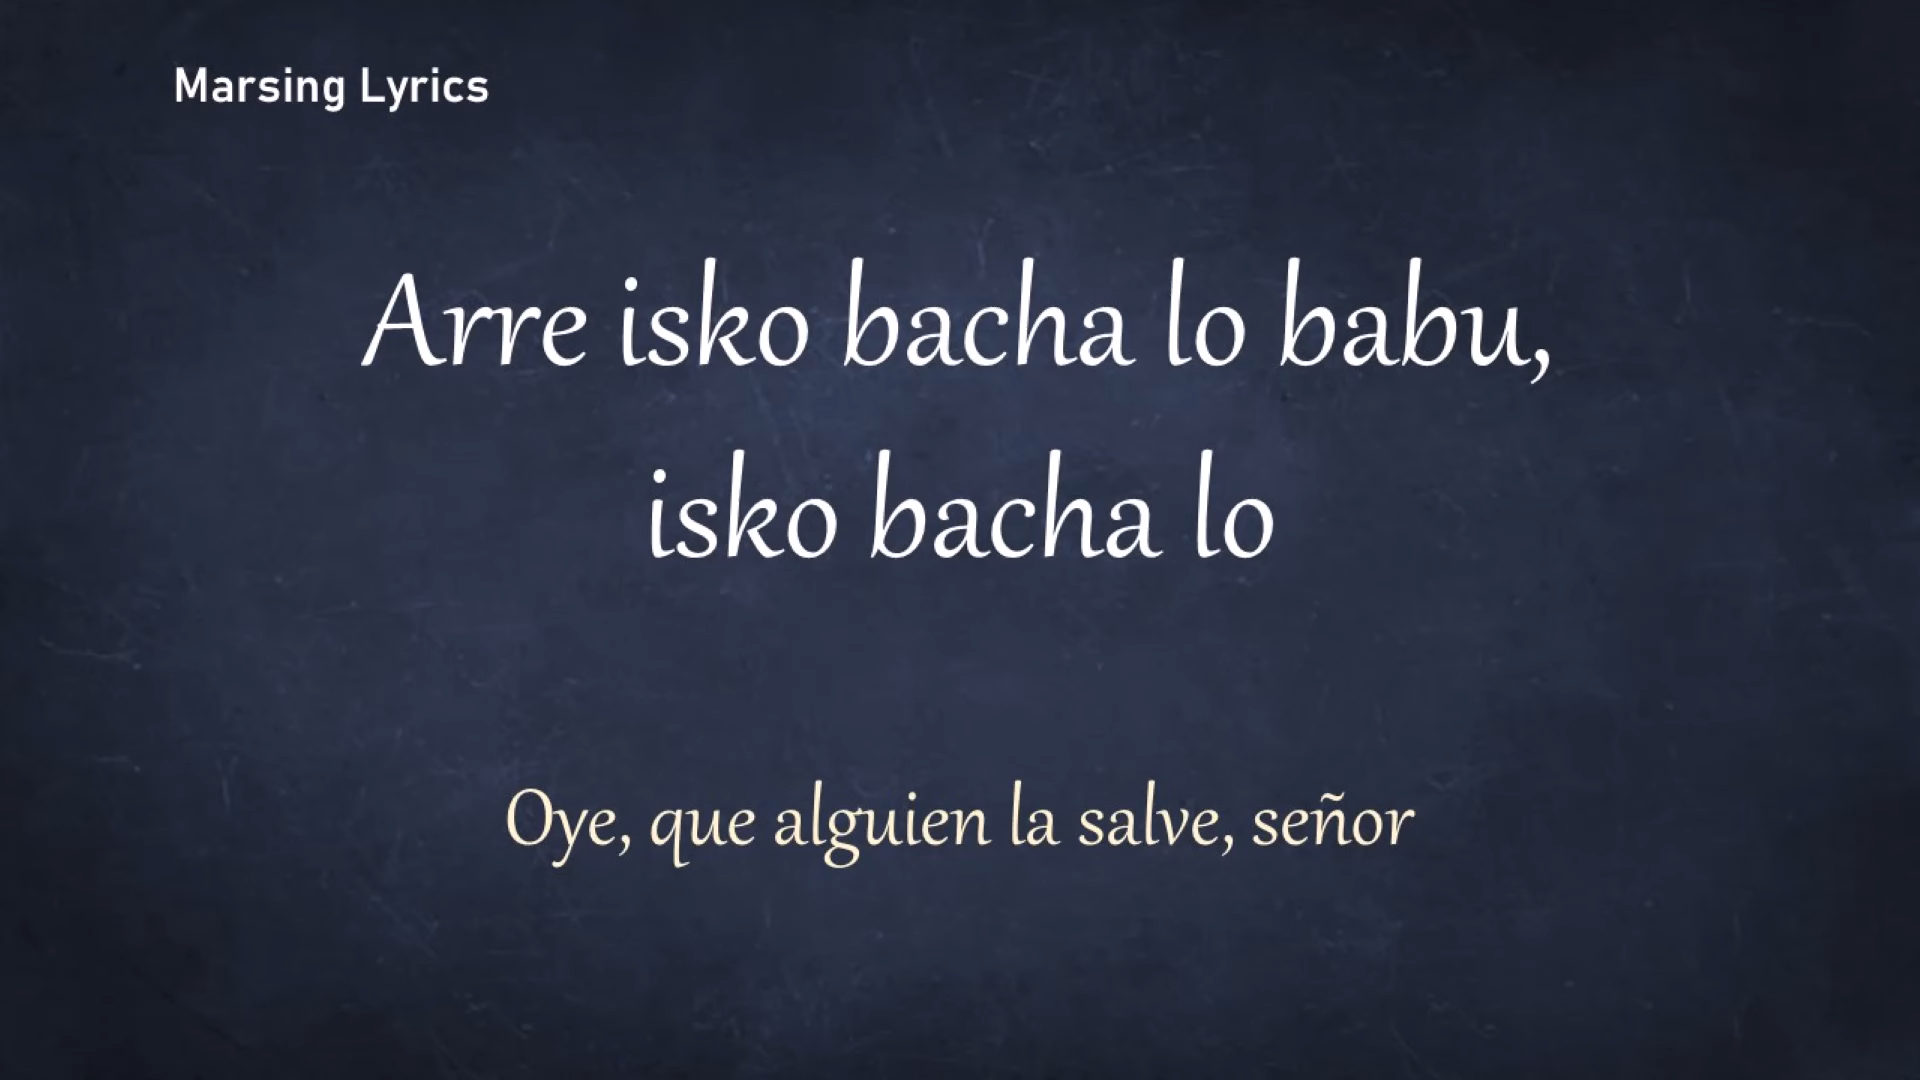 Marsing Lyrics
Arre isko bacha lo babu,
isko bacha lo
Oye, que alguien la salve, señor